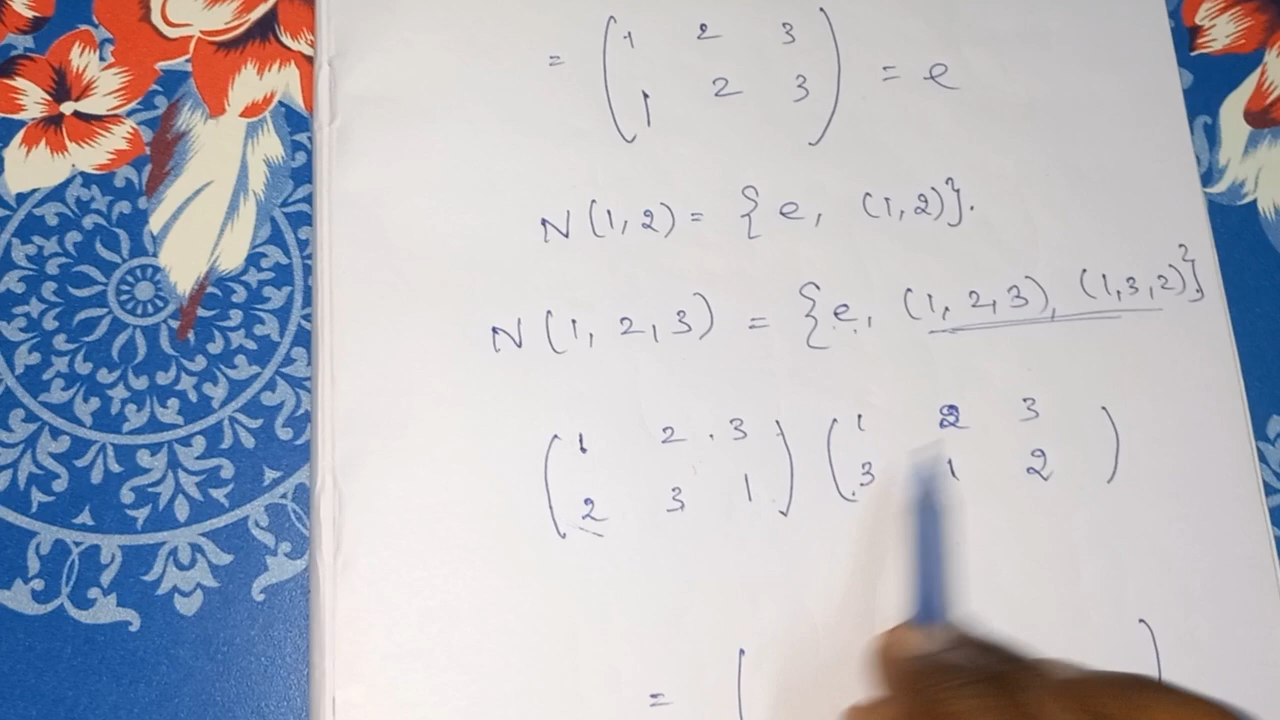 = ( 1 2 3
1 2 3 ) = e
N(1,2) = {e, (1,2)}.
N(1, 2,3) = {e, (1, 2,3), (1,3,2)}.
( 1 2 . 3 ) ( 1 2 3
2 3 1 ) ( 3 1 2 )
= (